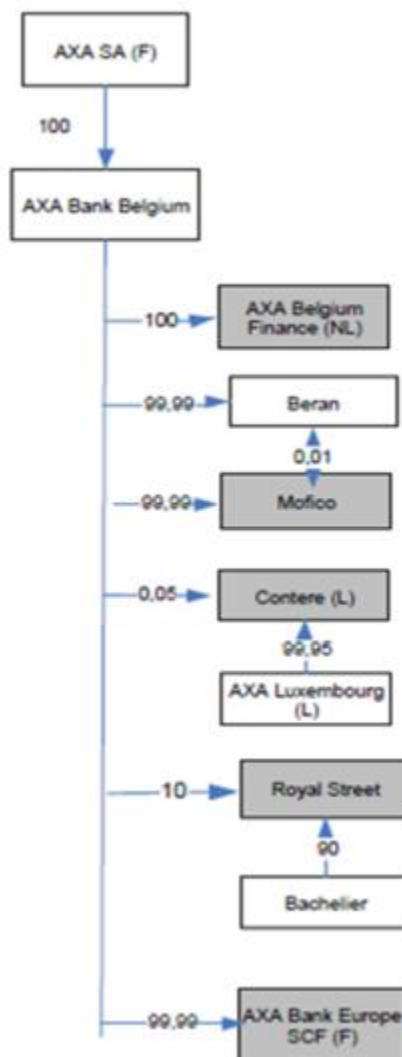 AXA SA (F)
100
AXA Bank Belgium
100
AXA Belgium
Finance (NL)
99,99
Beran
0,01
99,99
Mofico
0,05
Contere (L)
99,95
AXA Luxembourg
(L)
10
Royal Street
90
Bachelier
99,99
AXA Bank Europe
SCF (F)